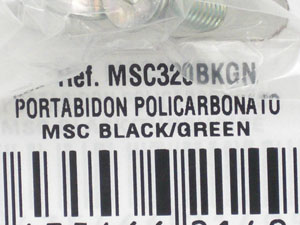 Ref. MSC320BKGN
PORTABIDON POLICARBONATO
MSC BLACK/GREEN